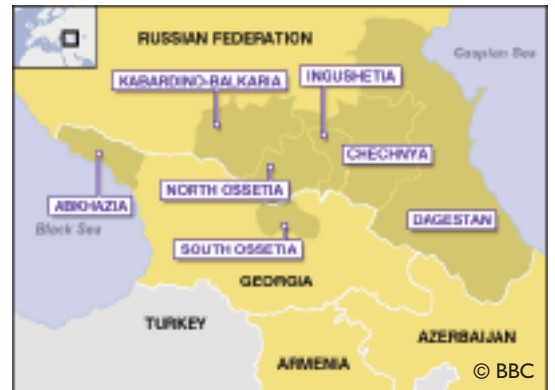 RUSSIAN FEDERATION
Caspian Sea
KABARDINO-BALKARIA
INGUSHETIA
CHECHNYA
NORTH OSSETIA
ABKHAZIA
DAGESTAN
Black Sea
SOUTH OSSETIA
GEORGIA
TURKEY
AZERBAIJAN
ARMENIA
© BBC